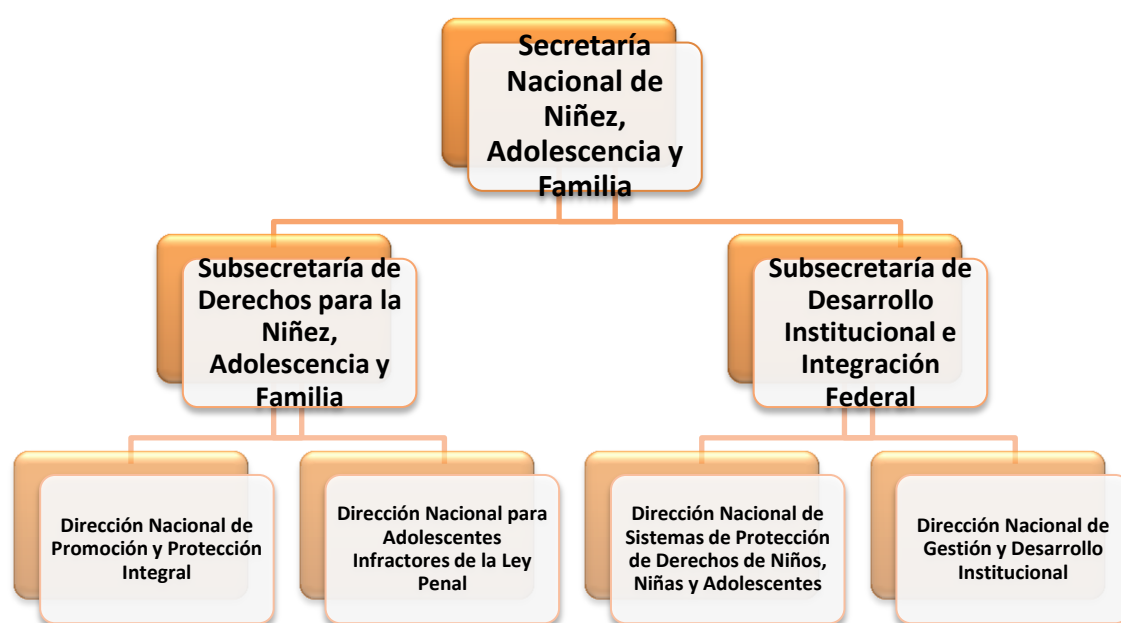 Secretaría
Nacional de
Niñez,
Adolescencia y
Familia
Subsecretaría de
Derechos para la
Niñez,
Adolescencia y
Familia
Subsecretaría de
Desarrollo
Institucional e
Integración
Federal
Dirección Nacional de
Promoción y Protección
Integral
Dirección Nacional para
Adolescentes
Infractores de la Ley
Penal
Dirección Nacional de
Sistemas de Protección
de Derechos de Niños,
Niñas y Adolescentes
Dirección Nacional de
Gestión y Desarrollo
Institucional